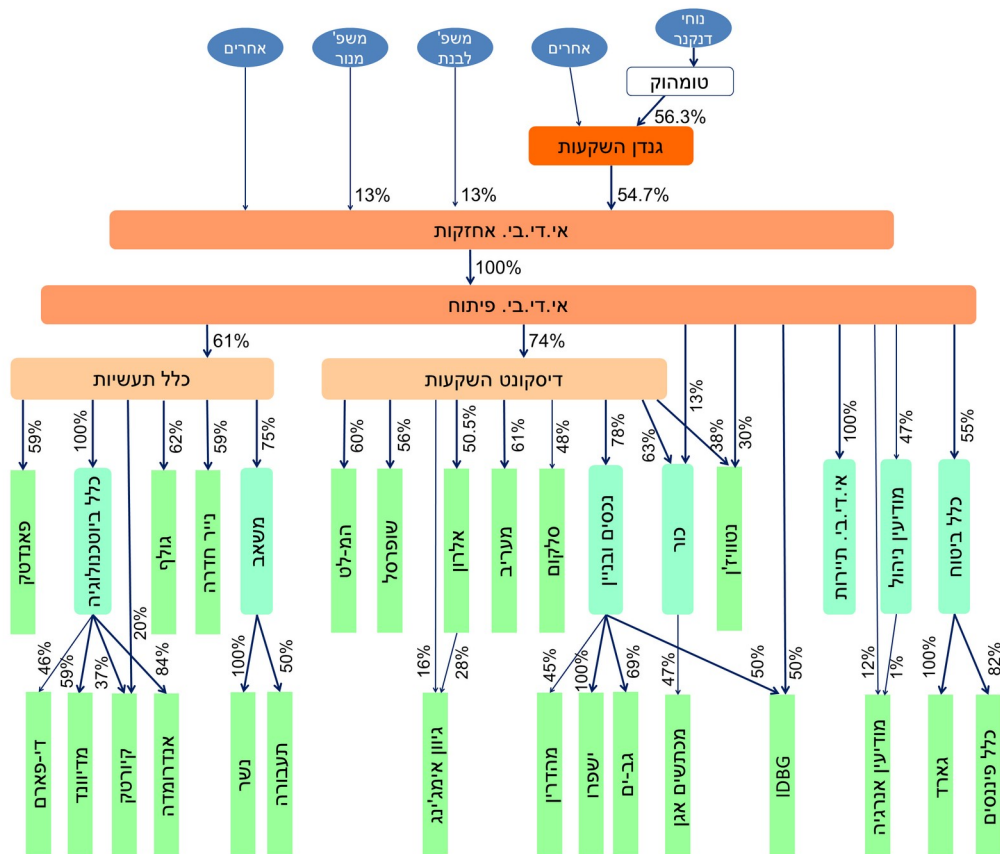 נוחי
דנקנר
אחרים
משפ'
לבנת
משפ'
מנור
אחרים
טומהוק
56.3%
גנדן השקעות
54.7%
13%
13%
אי.די.בי. אחזקות
100%
אי.די.בי. פיתוח
61%
74%
כלל תעשיות
דיסקונט השקעות
59%
100%
62%
59%
75%
60%
56%
50.5%
61%
48%
78%
63%
13%
38%
30%
100%
47%
55%
פאנדטק
כלל ביוטכנולוגיה
גולף
נייר חדרה
משאב
המ-לט
שופרסל
אלרון
מעריב
סלקום
נכסים ובניין
כור
נטוויז'ן
אי.די.בי. תיירות
מודיעין ניהול
כלל ביטוח
46%
59%
37%
20%
84%
100%
50%
16%
28%
45%
100%
69%
47%
50%
50%
12%
1%
100%
82%
די-פארם
מדיוונד
קיורטק
אנדרומדה
נשר
תעבורה
גיוון אימג'ינג
מהדרין
ישפרו
גב-ים
מכתשים אגן
IDBG
מודיעין אנרגיה
גארד
כלל פיננסים